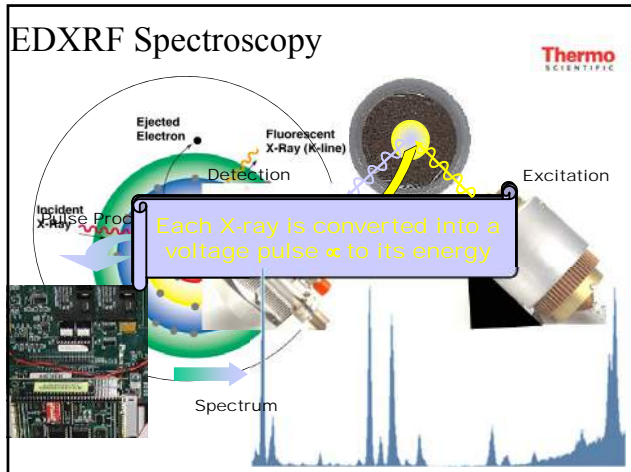 EDXRF Spectroscopy
Thermo
SCIENTIFIC
Ejected
Electron
Fluorescent
X-Ray (K-line)
Detection
Excitation
Incident
X-Ray
Pulse
Each X-ray is converted into a
voltage pulse ∝ to its energy
Spectrum